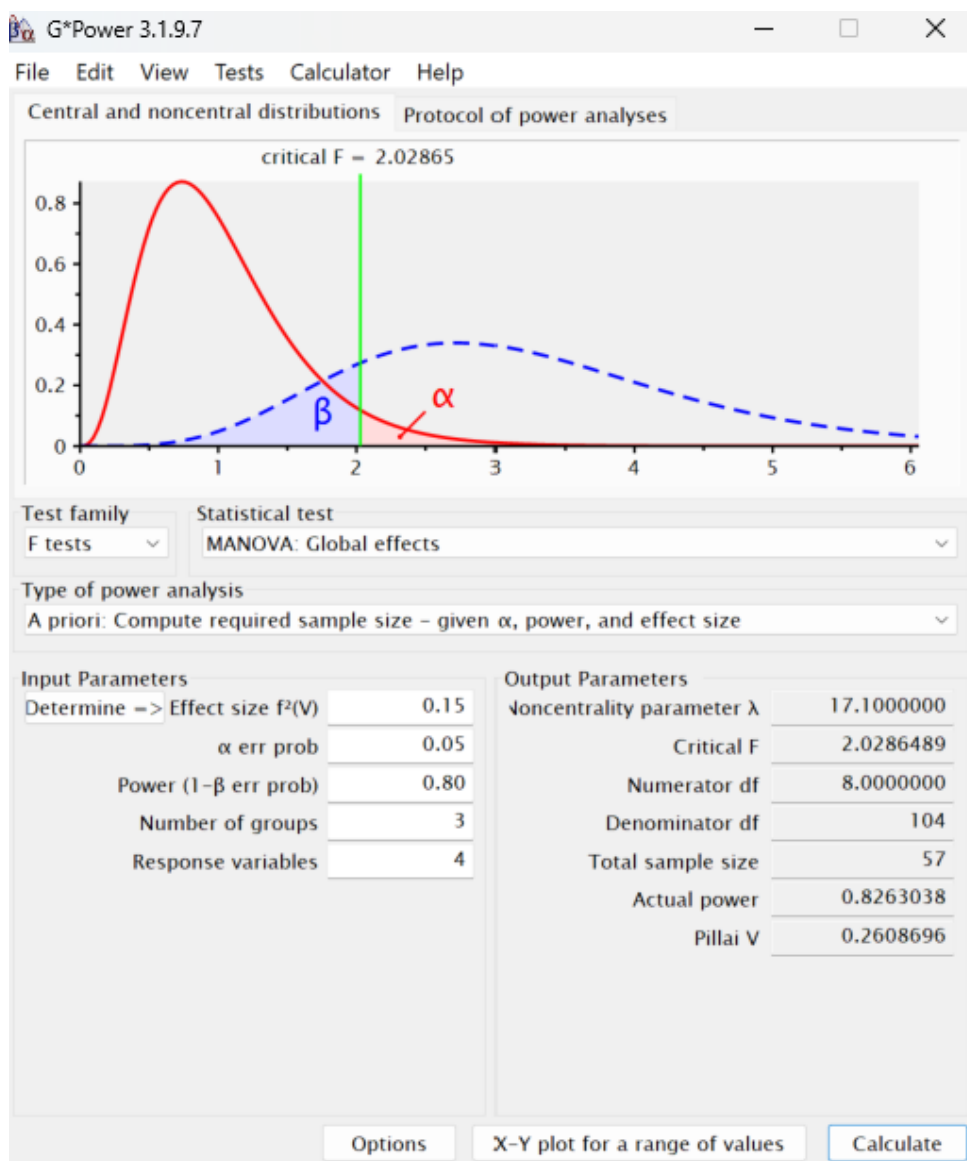 G*Power 3.1.9.7
File Edit View Tests Calculator Help
Central and noncentral distributions Protocol of power analyses
critical F = 2.02865
0.8
0.6
0.4
0.2
0
β
α
0 1 2 3 4 5 6
Test family Statistical test
F tests MANOVA: Global effects
Type of power analysis
A priori: Compute required sample size – given α, power, and effect size
Input Parameters Output Parameters
Determine => Effect size f²(V) 0.15 Noncentrality parameter λ 17.1000000
α err prob 0.05 Critical F 2.0286489
Power (1-β err prob) 0.80 Numerator df 8.0000000
Number of groups 3 Denominator df 104
Response variables 4 Total sample size 57
Actual power 0.8263038
Pillai V 0.2608696
Options X-Y plot for a range of values Calculate